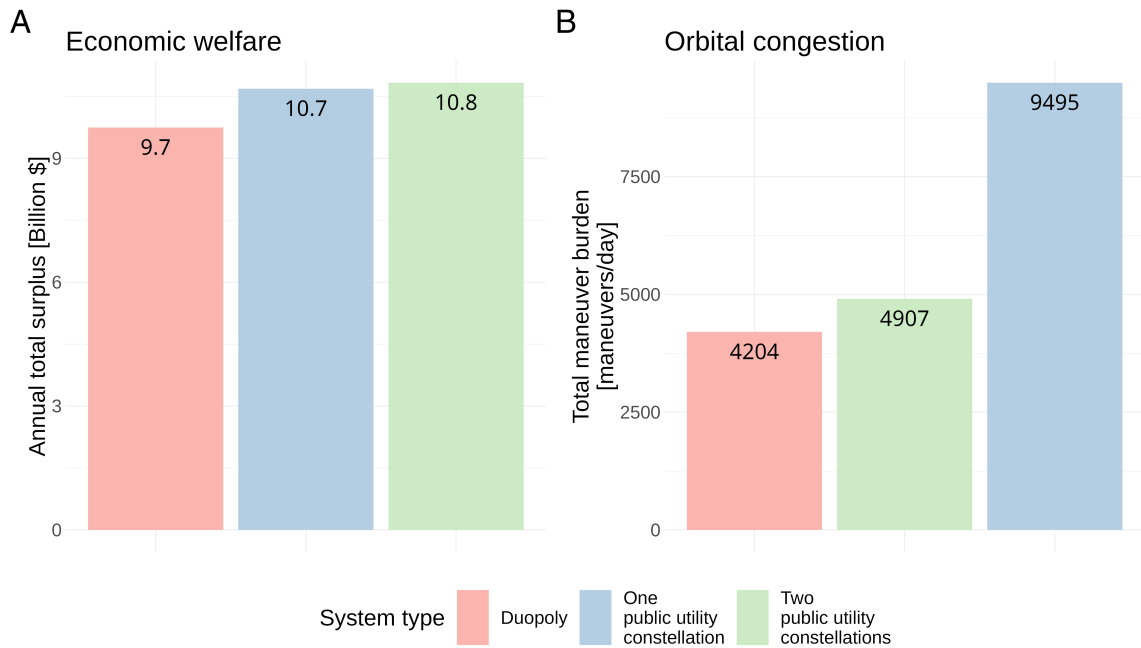 A
Economic welfare
Annual total surplus [Billion $]
9
6
3
0
9.7
10.7
10.8
B
Orbital congestion
Total maneuver burden
[maneuvers/day]
7500
5000
2500
0
4204
4907
9495
System type
Duopoly
One
public utility
constellation
Two
public utility
constellations